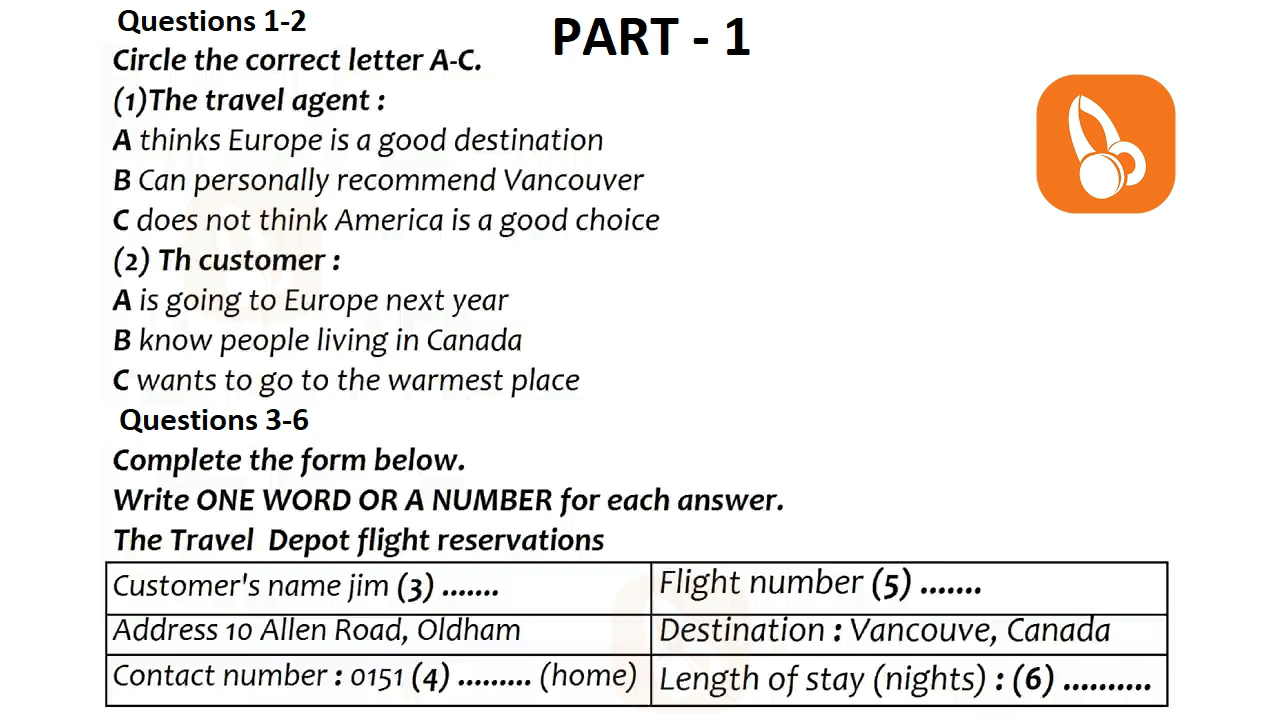 Questions 1-2
PART - 1
Circle the correct letter A-C.
(1)The travel agent :
A thinks Europe is a good destination
B Can personally recommend Vancouver
C does not think America is a good choice
(2) Th customer :
A is going to Europe next year
B know people living in Canada
C wants to go to the warmest place
Questions 3-6
Complete the form below.
Write ONE WORD OR A NUMBER for each answer.
The Travel Depot flight reservations
Customer's name jim (3) .......
Flight number (5) .......
Address 10 Allen Road, Oldham
Destination : Vancouve, Canada
Contact number : 0151 (4) ......... (home)
Length of stay (nights) : (6) ..........